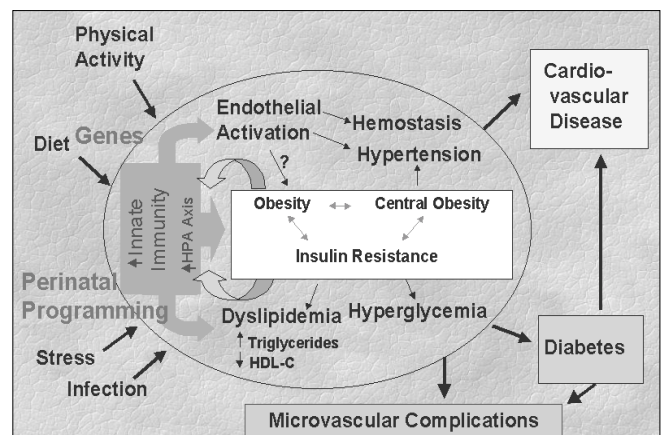 Physical
Activity
Cardio-
vascular
Disease
Endothelial
Activation
Hemostasis
Hypertension
Diet
Genes
?
Obesity
Central Obesity
Insulin Resistance
Innate
Immunity
HPA Axis
Perinatal
Programming
Dyslipidemia
Triglycerides
HDL-C
Hyperglycemia
Stress
Infection
Diabetes
Microvascular Complications